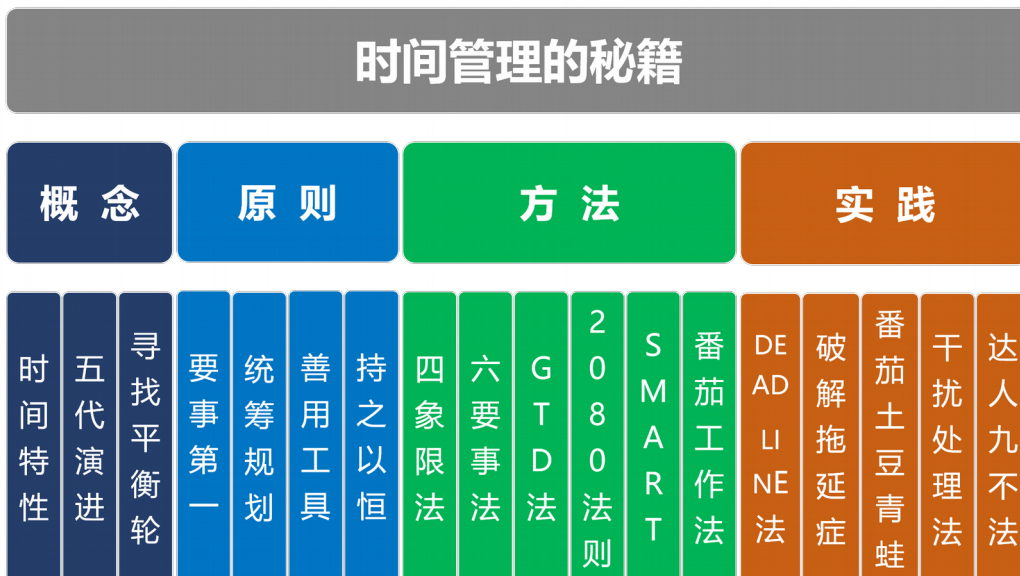 时间管理的秘籍
概念
原则
方法
实践
时间特性
五代演进
寻找平衡轮
要事第一
统筹规划
善用工具
持之以恒
四象限法
六要事法
GTD法
2080法则
SMART
番茄工作法
DEADLINE法
破解拖延症
番茄土豆青蛙
干扰处理法
达人九不法